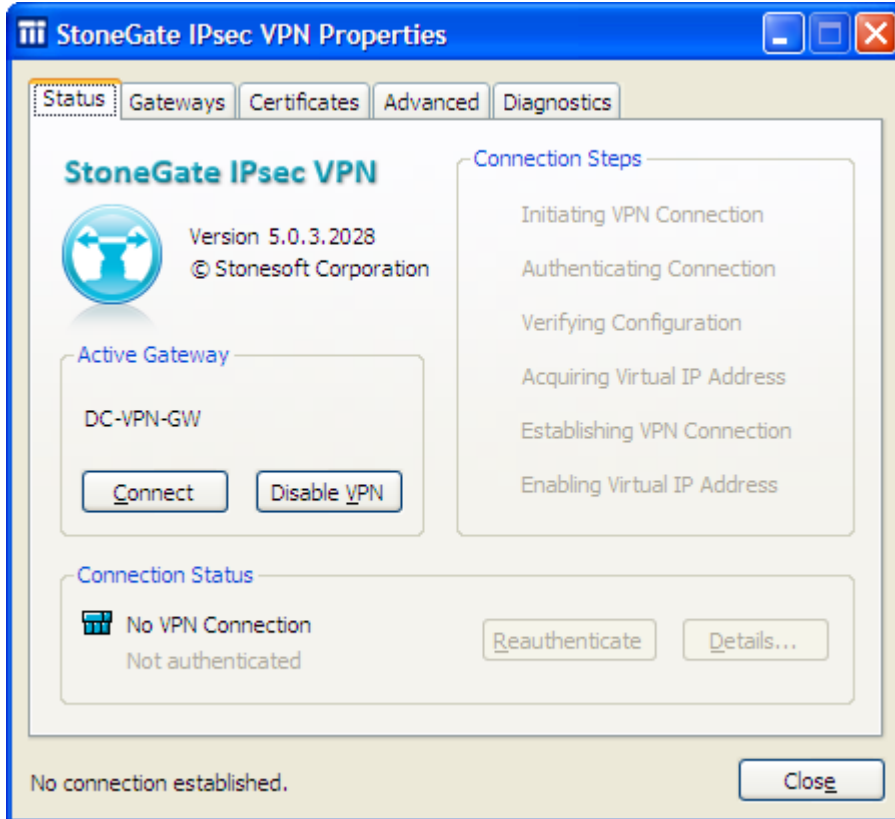 StoneGate IPsec VPN Properties
Status
Gateways
Certificates
Advanced
Diagnostics
StoneGate IPsec VPN
Version 5.0.3.2028
© Stonesoft Corporation
Active Gateway
DC-VPN-GW
Connect
Disable VPN
Connection Steps
Initiating VPN Connection
Authenticating Connection
Verifying Configuration
Acquiring Virtual IP Address
Establishing VPN Connection
Enabling Virtual IP Address
Connection Status
No VPN Connection
Not authenticated
Reauthenticate
Details...
No connection established.
Close